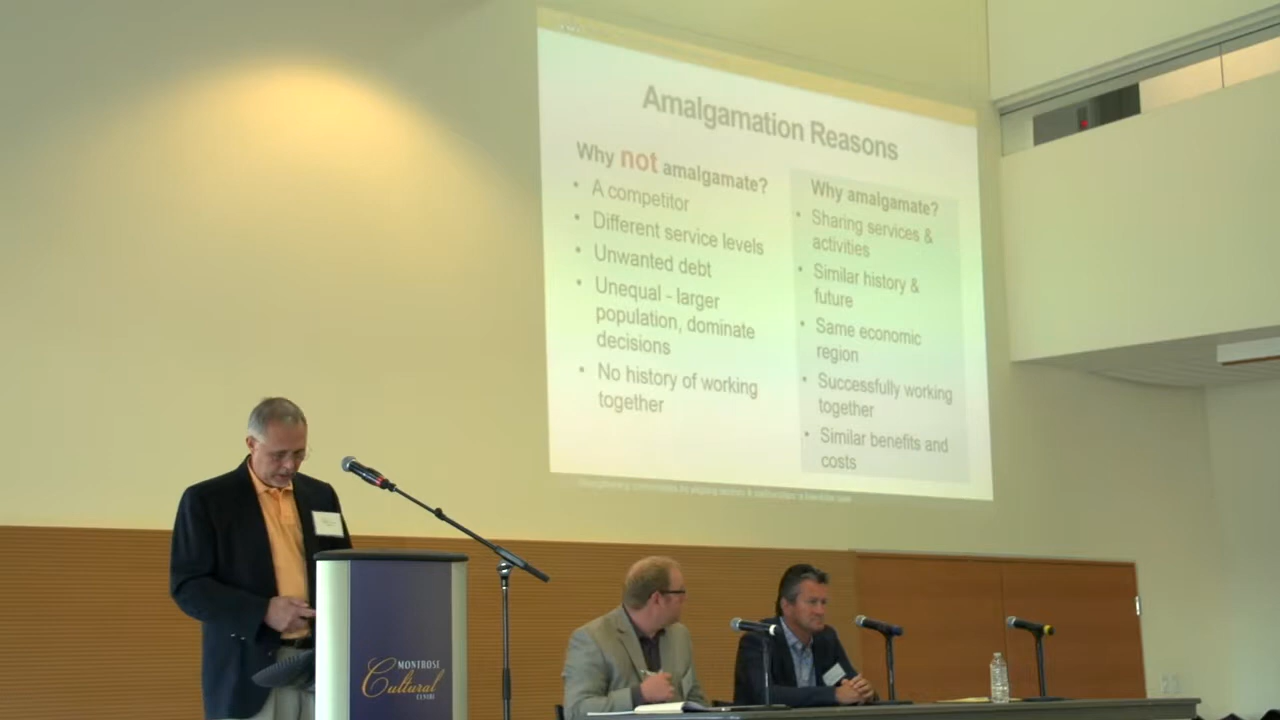 Amalgamation Reasons
Why not amalgamate?
• A competitor
• Different service levels
• Unwanted debt
• Unequal - larger
population, dominate
decisions
• No history of working
together
Why amalgamate?
• Sharing services &
activities
• Similar history &
future
• Same economic
region
• Successfully working
together
• Similar benefits and
costs
MONTROSE
Cultural
CENTRE